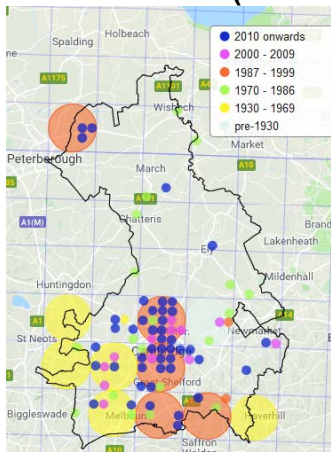 (
Holbeach
Spalding
2010 onwards
2000 - 2009
1987 - 1999
1970 - 1986
1930 - 1969
pre-1930
A1175
A1101
Wisbech
Market
A10
Peterborough
March
A1(M)
Chatteris
Ely
Lakenheath
Mildenhall
Huntingdon
A14
A1
St Neots
Newmarket
Great Shelford
Biggleswade
Melbourn
Haverhill
Saffron
Walden
A10